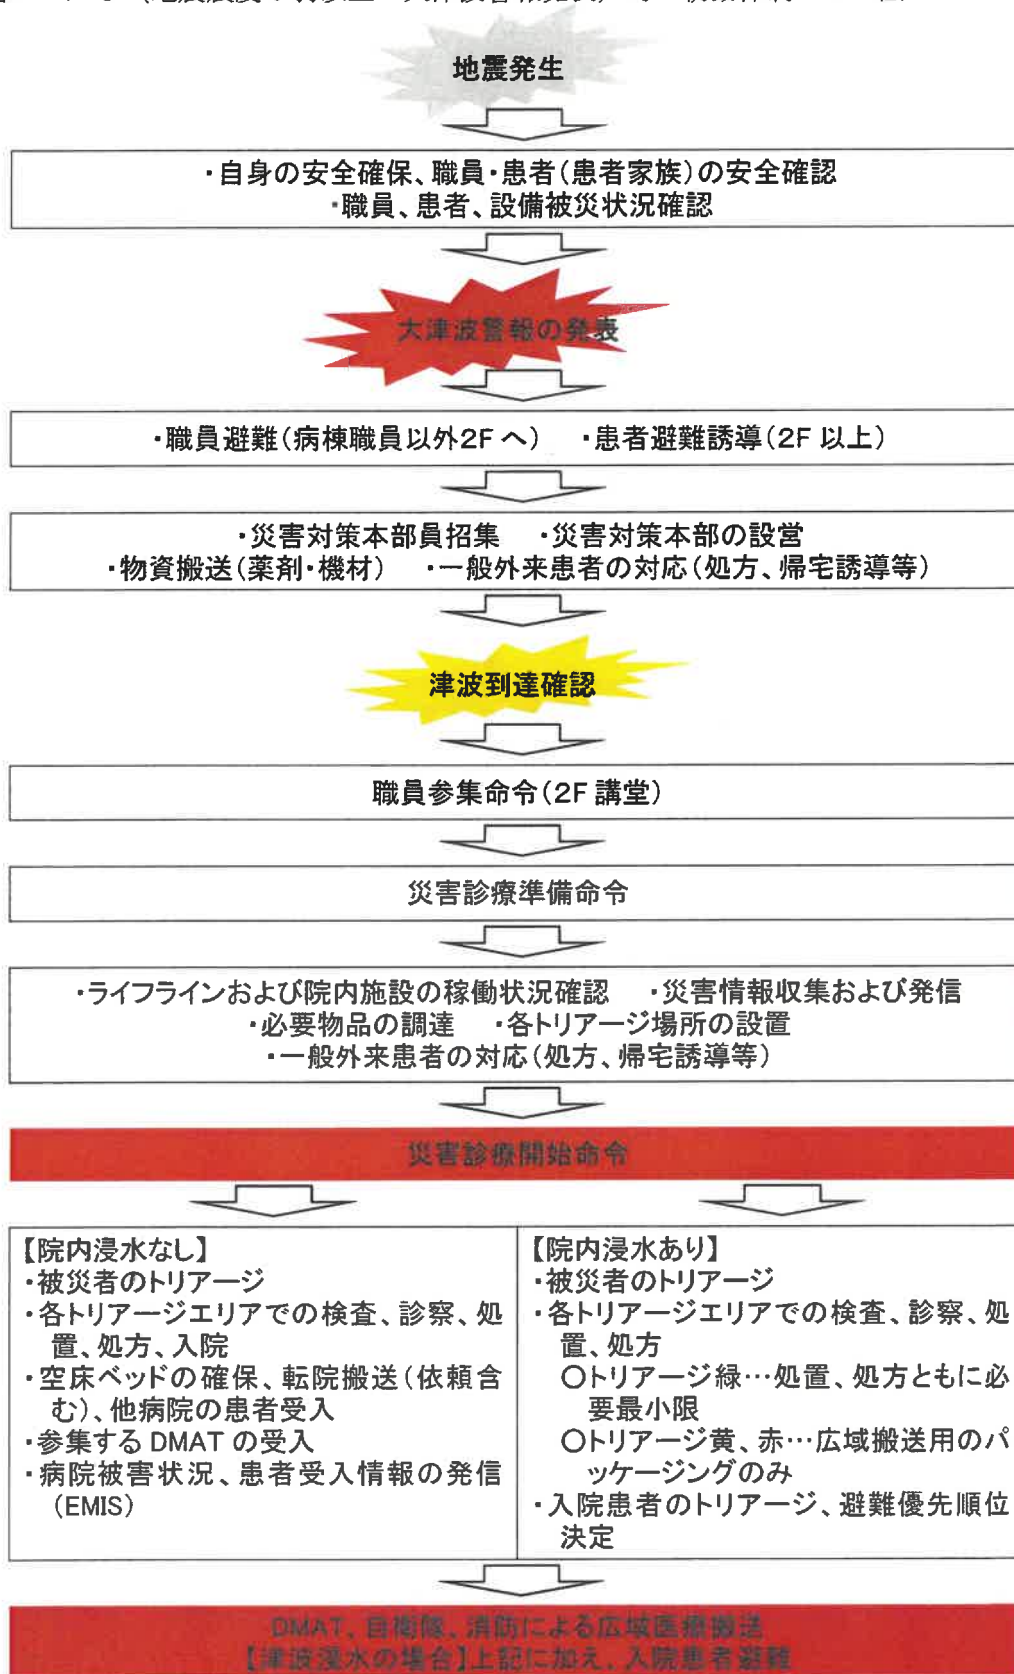 地震発生
・自身の安全確保、職員・患者(患者家族)の安全確認
・職員、患者、設備被災状況確認
大津波警報の発表
・職員避難(病棟職員以外2Fへ)　・患者避難誘導(2F以上)
・災害対策本部員招集　・災害対策本部の設営
・物資搬送(薬剤・機材)　・一般外来患者の対応(処方、帰宅誘導等)
津波到達確認
職員参集命令(2F講堂)
災害診療準備命令
・ライフラインおよび院内施設の稼働状況確認　・災害情報収集および発信
・必要物品の調達　・各トリアージ場所の設置
・一般外来患者の対応(処方、帰宅誘導等)
災害診療開始命令
【院内浸水なし】
・被災者のトリアージ
・各トリアージエリアでの検査、診察、処
置、処方、入院
・空床ベッドの確保、転院搬送(依頼含
む)、他病院の患者受入
・参集するDMATの受入
・病院被害状況、患者受入情報の発信
(EMIS)
【院内浸水あり】
・被災者のトリアージ
・各トリアージエリアでの検査、診察、処
置、処方
〇トリアージ緑…処置、処方ともに必
要最小限
〇トリアージ黄、赤…広域搬送用のパ
ッケージングのみ
・入院患者のトリアージ、避難優先順位
決定
DMAT、自衛隊、消防による広域医療搬送
【津波浸水の場合】上記に加え、入院患者避難